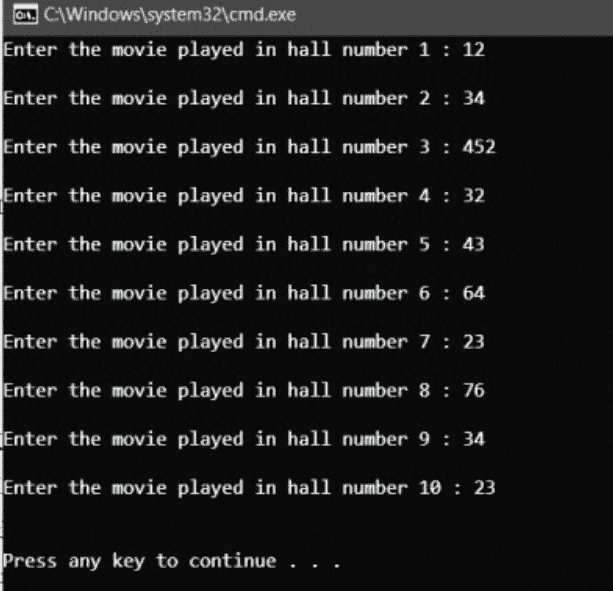 C:\Windows\system32\cmd.exe
Enter the movie played in hall number 1 : 12
Enter the movie played in hall number 2 : 34
Enter the movie played in hall number 3 : 452
Enter the movie played in hall number 4 : 32
Enter the movie played in hall number 5 : 43
Enter the movie played in hall number 6 : 64
Enter the movie played in hall number 7 : 23
Enter the movie played in hall number 8 : 76
Enter the movie played in hall number 9 : 34
Enter the movie played in hall number 10 : 23
Press any key to continue . . .